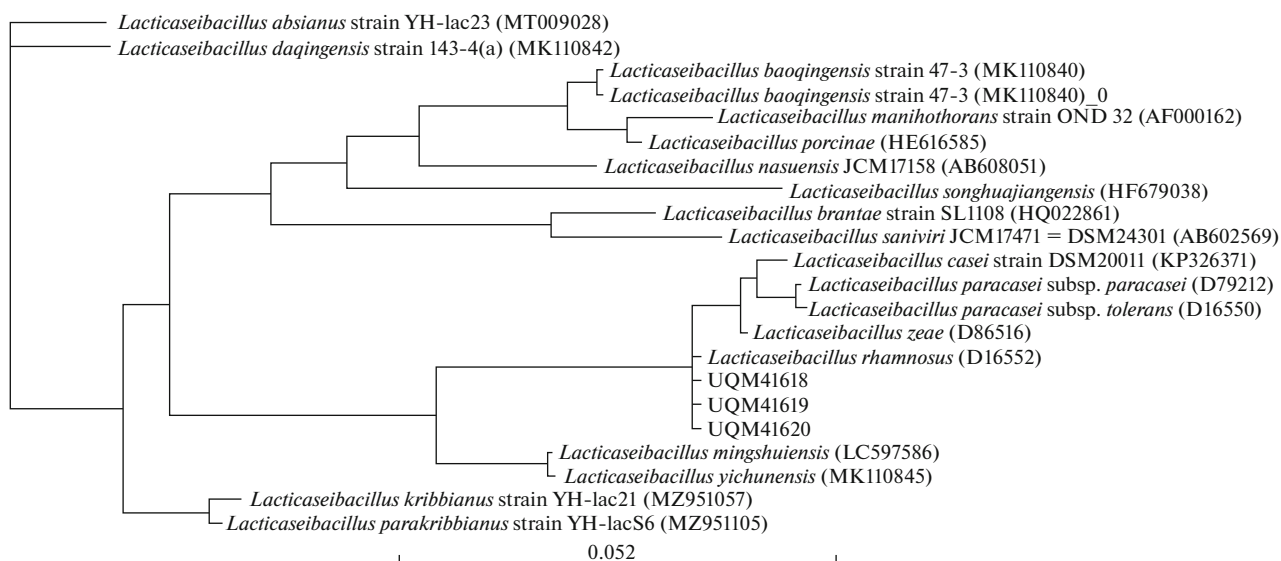 Lacticaseibacillus absianus strain YH-lac23 (MT009028)
Lacticaseibacillus daqingensis strain 143-4(a) (MK110842)
Lacticaseibacillus baoqingensis strain 47-3 (MK110840)
Lacticaseibacillus baoqingensis strain 47-3 (MK110840)_0
Lacticaseibacillus manihothorans strain OND 32 (AF000162)
Lacticaseibacillus porcinae (HE616585)
Lacticaseibacillus nasuensis JCM17158 (AB608051)
Lacticaseibacillus songhuajiangensis (HF679038)
Lacticaseibacillus brantae strain SL1108 (HQ022861)
Lacticaseibacillus saniviri JCM17471 = DSM24301 (AB602569)
Lacticaseibacillus casei strain DSM20011 (KP326371)
Lacticaseibacillus paracasei subsp. paracasei (D79212)
Lacticaseibacillus paracasei subsp. tolerans (D16550)
Lacticaseibacillus zeae (D86516)
Lacticaseibacillus rhamnosus (D16552)
UQM41618
UQM41619
UQM41620
Lacticaseibacillus mingshuiensis (LC597586)
Lacticaseibacillus yichunensis (MK110845)
Lacticaseibacillus kribbianus strain YH-lac21 (MZ951057)
Lacticaseibacillus parakribbianus strain YH-lacS6 (MZ951105)
0.052